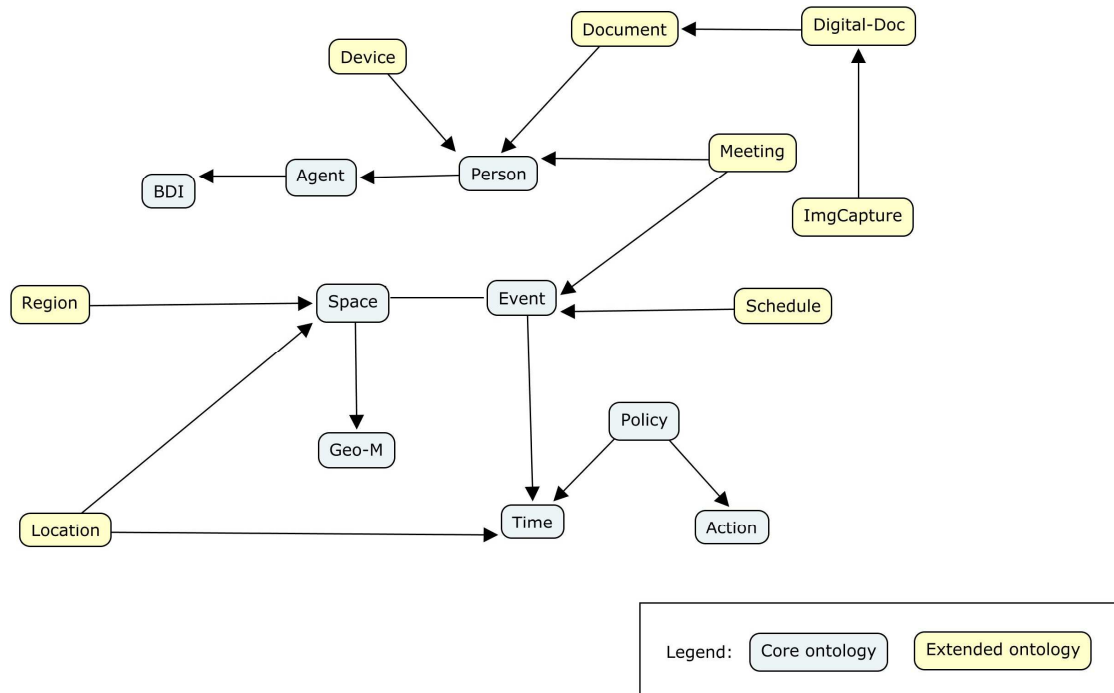 Document
Digital-Doc
Device
Meeting
Agent
Person
BDI
ImgCapture
Region
Space
Event
Schedule
Policy
Geo-M
Location
Time
Action
Legend:
Core ontology
Extended ontology